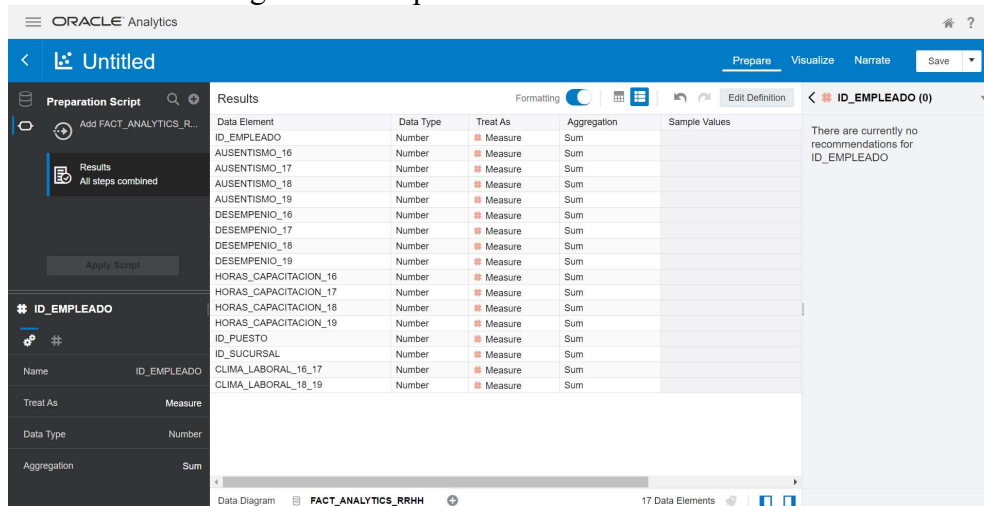 ORACLE Analytics
?
Untitled
Prepare Visualize Narrate Save
Preparation Script
Add FACT_ANALYTICS_R...
Results
All steps combined
Apply Script
# ID_EMPLEADO
#
Name ID_EMPLEADO
Treat As Measure
Data Type Number
Aggregation Sum
Results Formatting Edit Definition
Data Element Data Type Treat As Aggregation Sample Values
ID_EMPLEADO Number # Measure Sum
AUSENTISMO_16 Number # Measure Sum
AUSENTISMO_17 Number # Measure Sum
AUSENTISMO_18 Number # Measure Sum
AUSENTISMO_19 Number # Measure Sum
DESEMPENIO_16 Number # Measure Sum
DESEMPENIO_17 Number # Measure Sum
DESEMPENIO_18 Number # Measure Sum
DESEMPENIO_19 Number # Measure Sum
HORAS_CAPACITACION_16 Number # Measure Sum
HORAS_CAPACITACION_17 Number # Measure Sum
HORAS_CAPACITACION_18 Number # Measure Sum
HORAS_CAPACITACION_19 Number # Measure Sum
ID_PUESTO Number # Measure Sum
ID_SUCURSAL Number # Measure Sum
CLIMA_LABORAL_16_17 Number # Measure Sum
CLIMA_LABORAL_18_19 Number # Measure Sum
Data Diagram FACT_ANALYTICS_RRHH 17 Data Elements
# ID_EMPLEADO (0)
There are currently no
recommendations for
ID_EMPLEADO